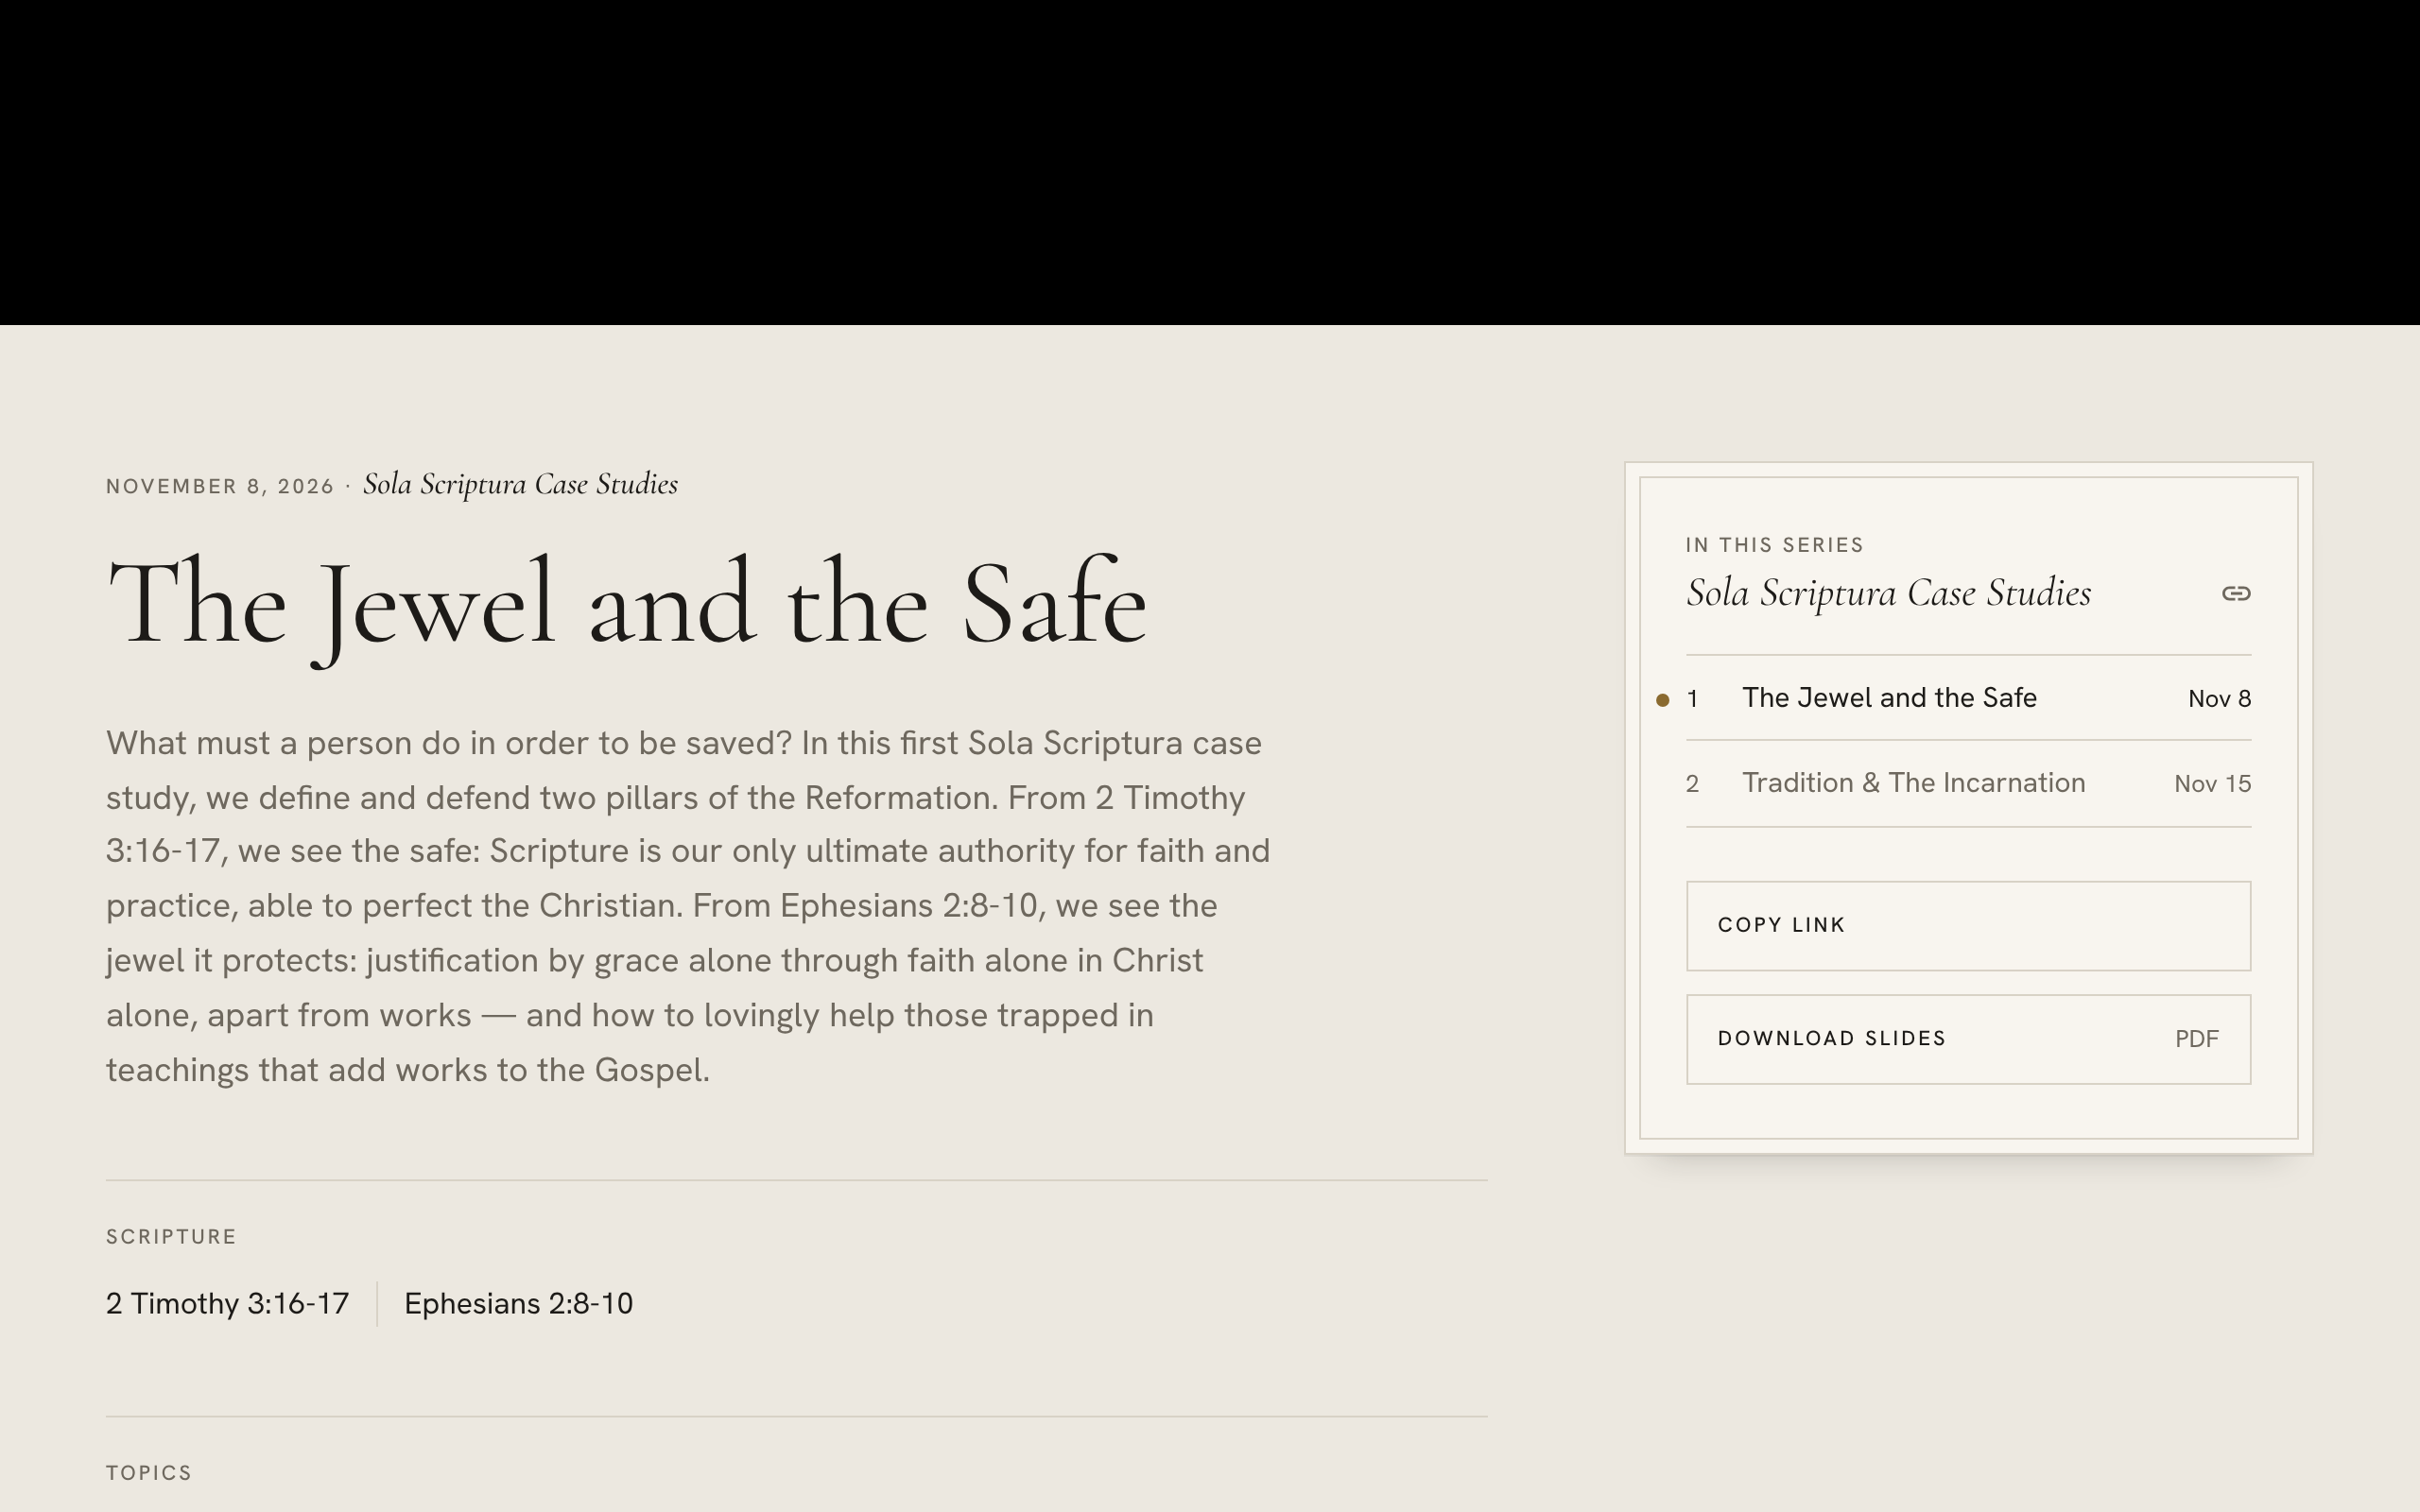 NOVEMBER 8, 2026 · Sola Scriptura Case Studies
The Jewel and the Safe
What must a person do in order to be saved? In this first Sola Scriptura case
study, we define and defend two pillars of the Reformation. From 2 Timothy
3:16-17, we see the safe: Scripture is our only ultimate authority for faith and
practice, able to perfect the Christian. From Ephesians 2:8-10, we see the
jewel it protects: justification by grace alone through faith alone in Christ
alone, apart from works — and how to lovingly help those trapped in
teachings that add works to the Gospel.
SCRIPTURE
2 Timothy 3:16-17
Ephesians 2:8-10
TOPICS
IN THIS SERIES
Sola Scriptura Case Studies
1 The Jewel and the Safe Nov 8
2 Tradition & The Incarnation Nov 15
COPY LINK
DOWNLOAD SLIDES PDF